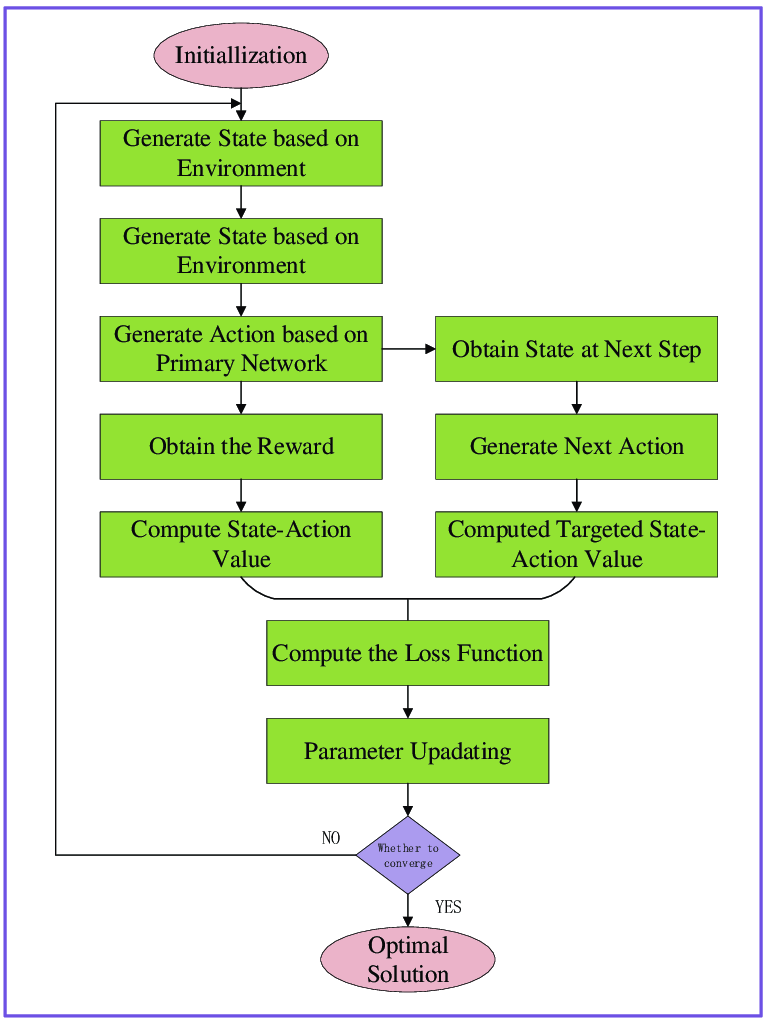 Initiallization
Generate State based on
Environment
Generate State based on
Environment
Generate Action based on
Primary Network
Obtain State at Next Step
Obtain the Reward
Generate Next Action
Compute State-Action
Value
Computed Targeted State-
Action Value
Compute the Loss Function
Parameter Upadating
NO
Whether to
converge
YES
Optimal
Solution